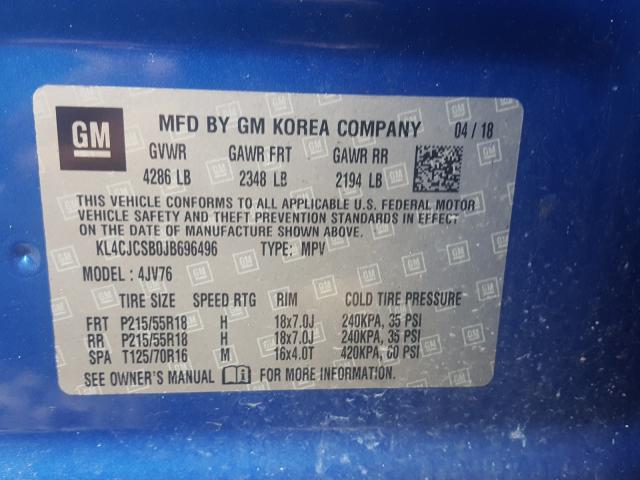 GM
MFD BY GM KOREA COMPANY 04 / 18
GVWR GAWR FRT GAWR RR
4286 LB 2348 LB 2194 LB
THIS VEHICLE CONFORMS TO ALL APPLICABLE U.S. FEDERAL MOTOR
VEHICLE SAFETY AND THEFT PREVENTION STANDARDS IN EFFECT
ON THE DATE OF MANUFACTURE SHOWN ABOVE.
KL4CJCSB0JB696496 TYPE: MPV
MODEL : 4JV76
TIRE SIZE SPEED RTG RIM COLD TIRE PRESSURE
FRT P215/55R18 H 18x7.0J 240KPA, 35 PSI
RR P215/55R18 H 18x7.0J 240KPA, 35 PSI
SPA T125/70R16 M 16x4.0T 420KPA, 60 PSI
SEE OWNER'S MANUAL FOR MORE INFORMATION.